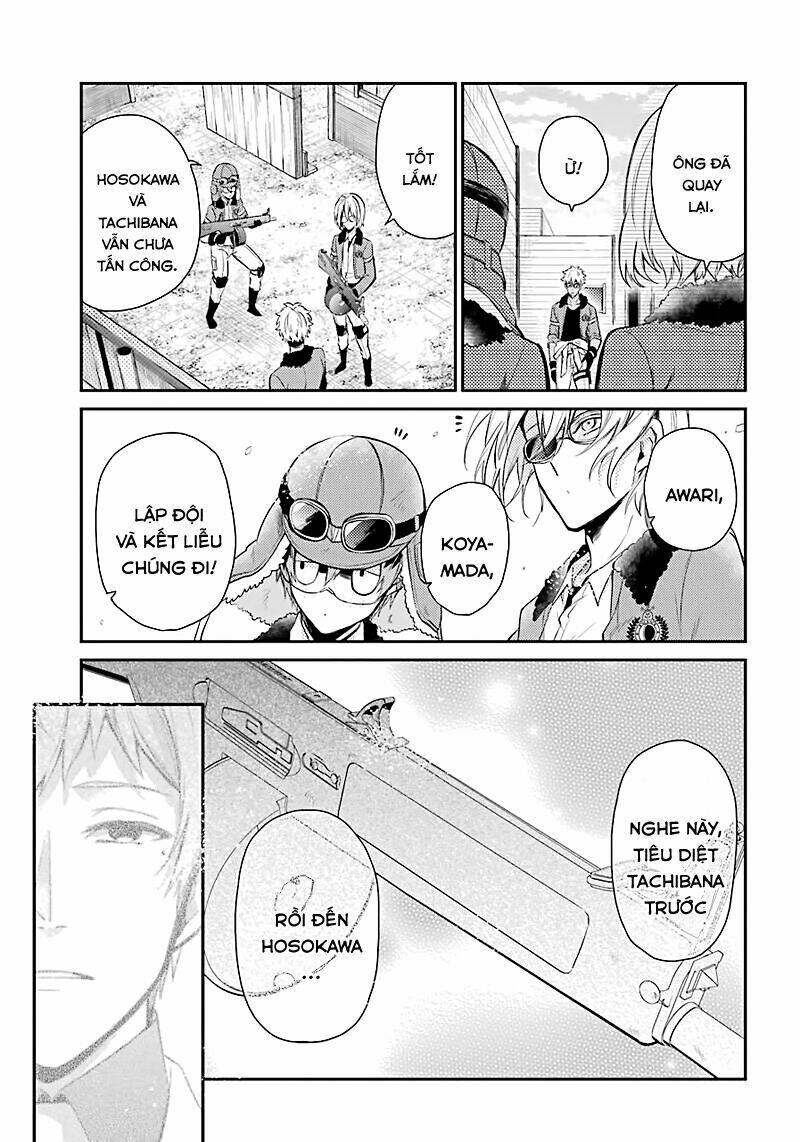 ÔNG ĐÃ
QUAY
LẠI.
Ừ!
TỐT
LẮM!
HOSOKAWA
VÀ
TACHIBANA
VẪN CHƯA
TẤN CÔNG.
AWARI,
KOYA-
MADA,
LẬP ĐỘI
VÀ KẾT LIỄU
CHÚNG ĐI!
NGHE NÀY,
TIÊU DIỆT
TACHIBANA
TRƯỚC
RỒI ĐẾN
HOSOKAWA
...